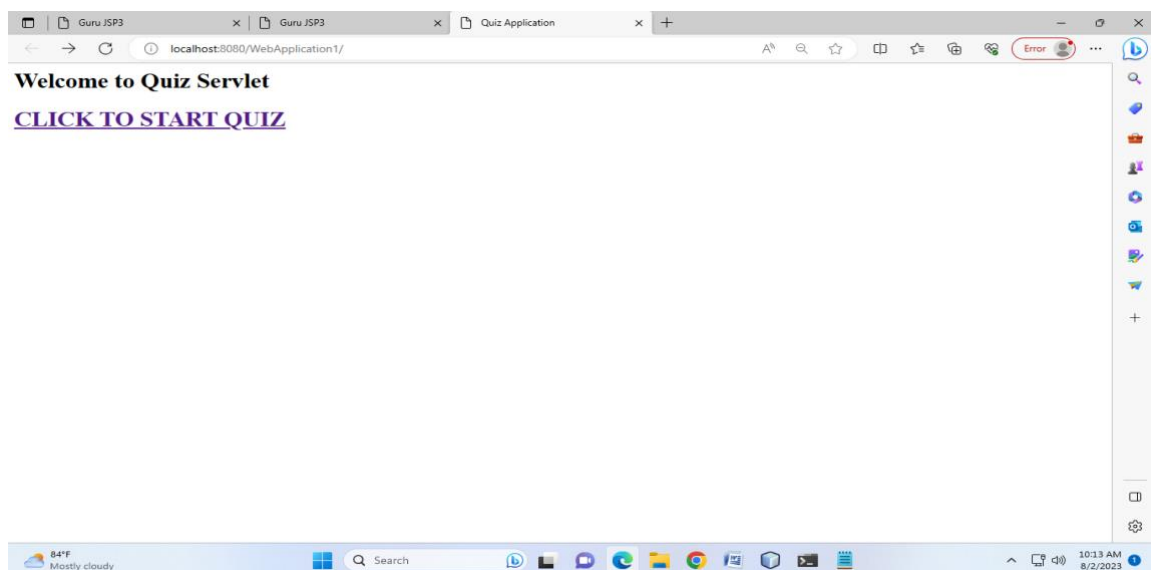 Guru JSP3
Guru JSP3
Quiz Application
localhost:8080/WebApplication1/
Error
Welcome to Quiz Servlet
CLICK TO START QUIZ
84°F
Mostly cloudy
Search
10:13 AM
8/2/2023